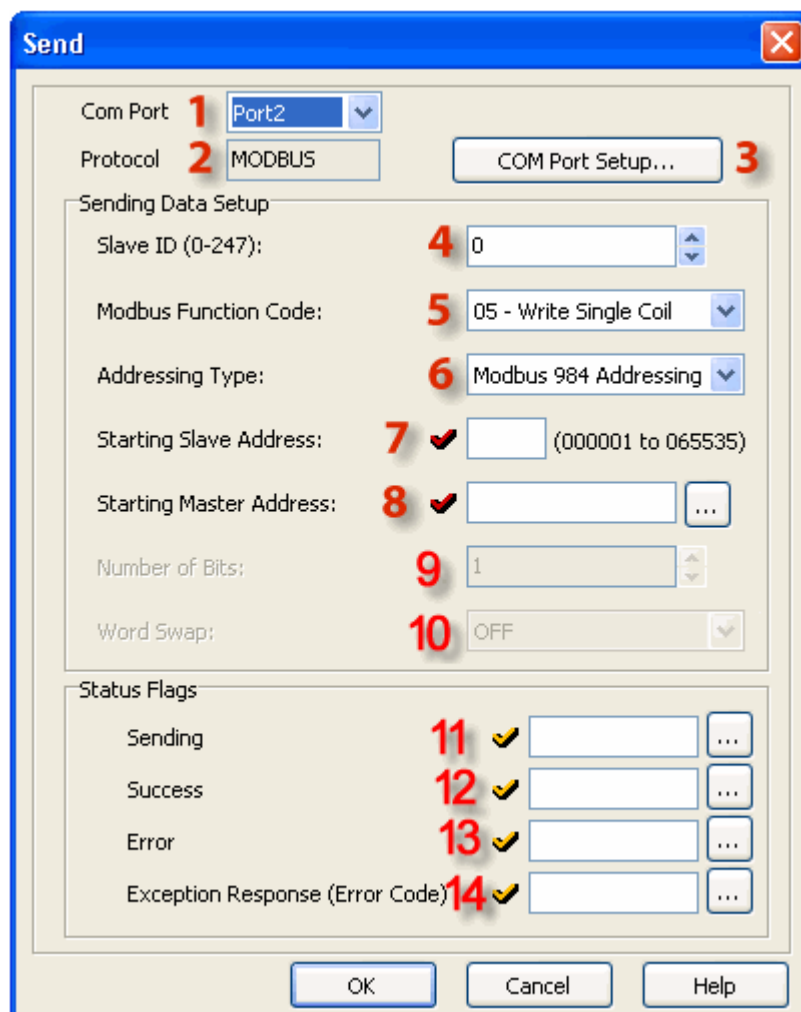 Send
Com Port 1 Port2
Protocol 2 MODBUS COM Port Setup... 3
Sending Data Setup
Slave ID (0-247): 4 0
Modbus Function Code: 5 05 - Write Single Coil
Addressing Type: 6 Modbus 984 Addressing
Starting Slave Address: 7 (000001 to 065535)
Starting Master Address: 8 ...
Number of Bits: 9 1
Word Swap: 10 OFF
Status Flags
Sending 11 ...
Success 12 ...
Error 13 ...
Exception Response (Error Code) 14 ...
OK Cancel Help